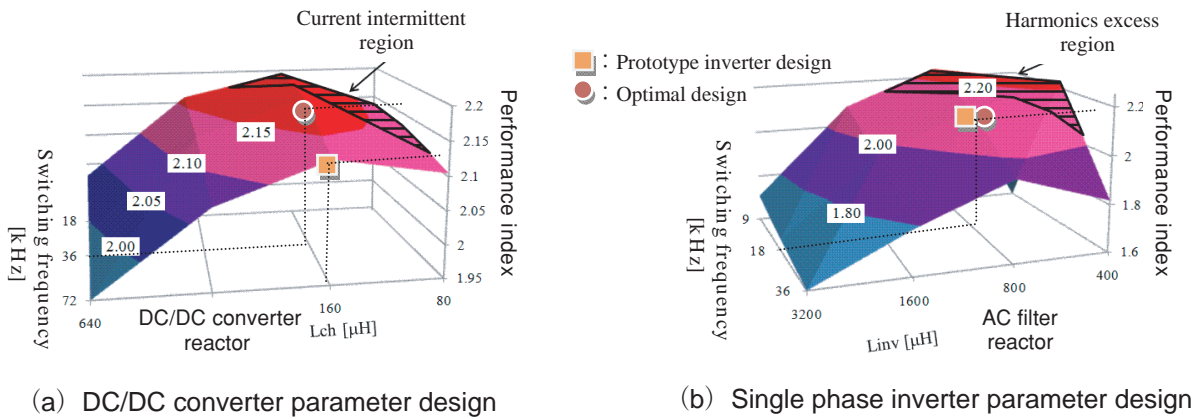 Current intermittent
region
2.2
2.15
2.1
2.05
2
1.95
Performance index
2.15
2.10
2.05
2.00
18
36
72
Switching frequency
[kHz]
640
160
80
DC/DC converter
reactor
Lch [μH]
(a) DC/DC converter parameter design
: Prototype inverter design
: Optimal design
Harmonics excess
region
2.20
2.00
1.80
2.2
2
1.8
1.6
Performance index
9
18
36
Switching frequency
[kHz]
3200
1600
800
400
Linv [μH]
AC filter
reactor
(b) Single phase inverter parameter design